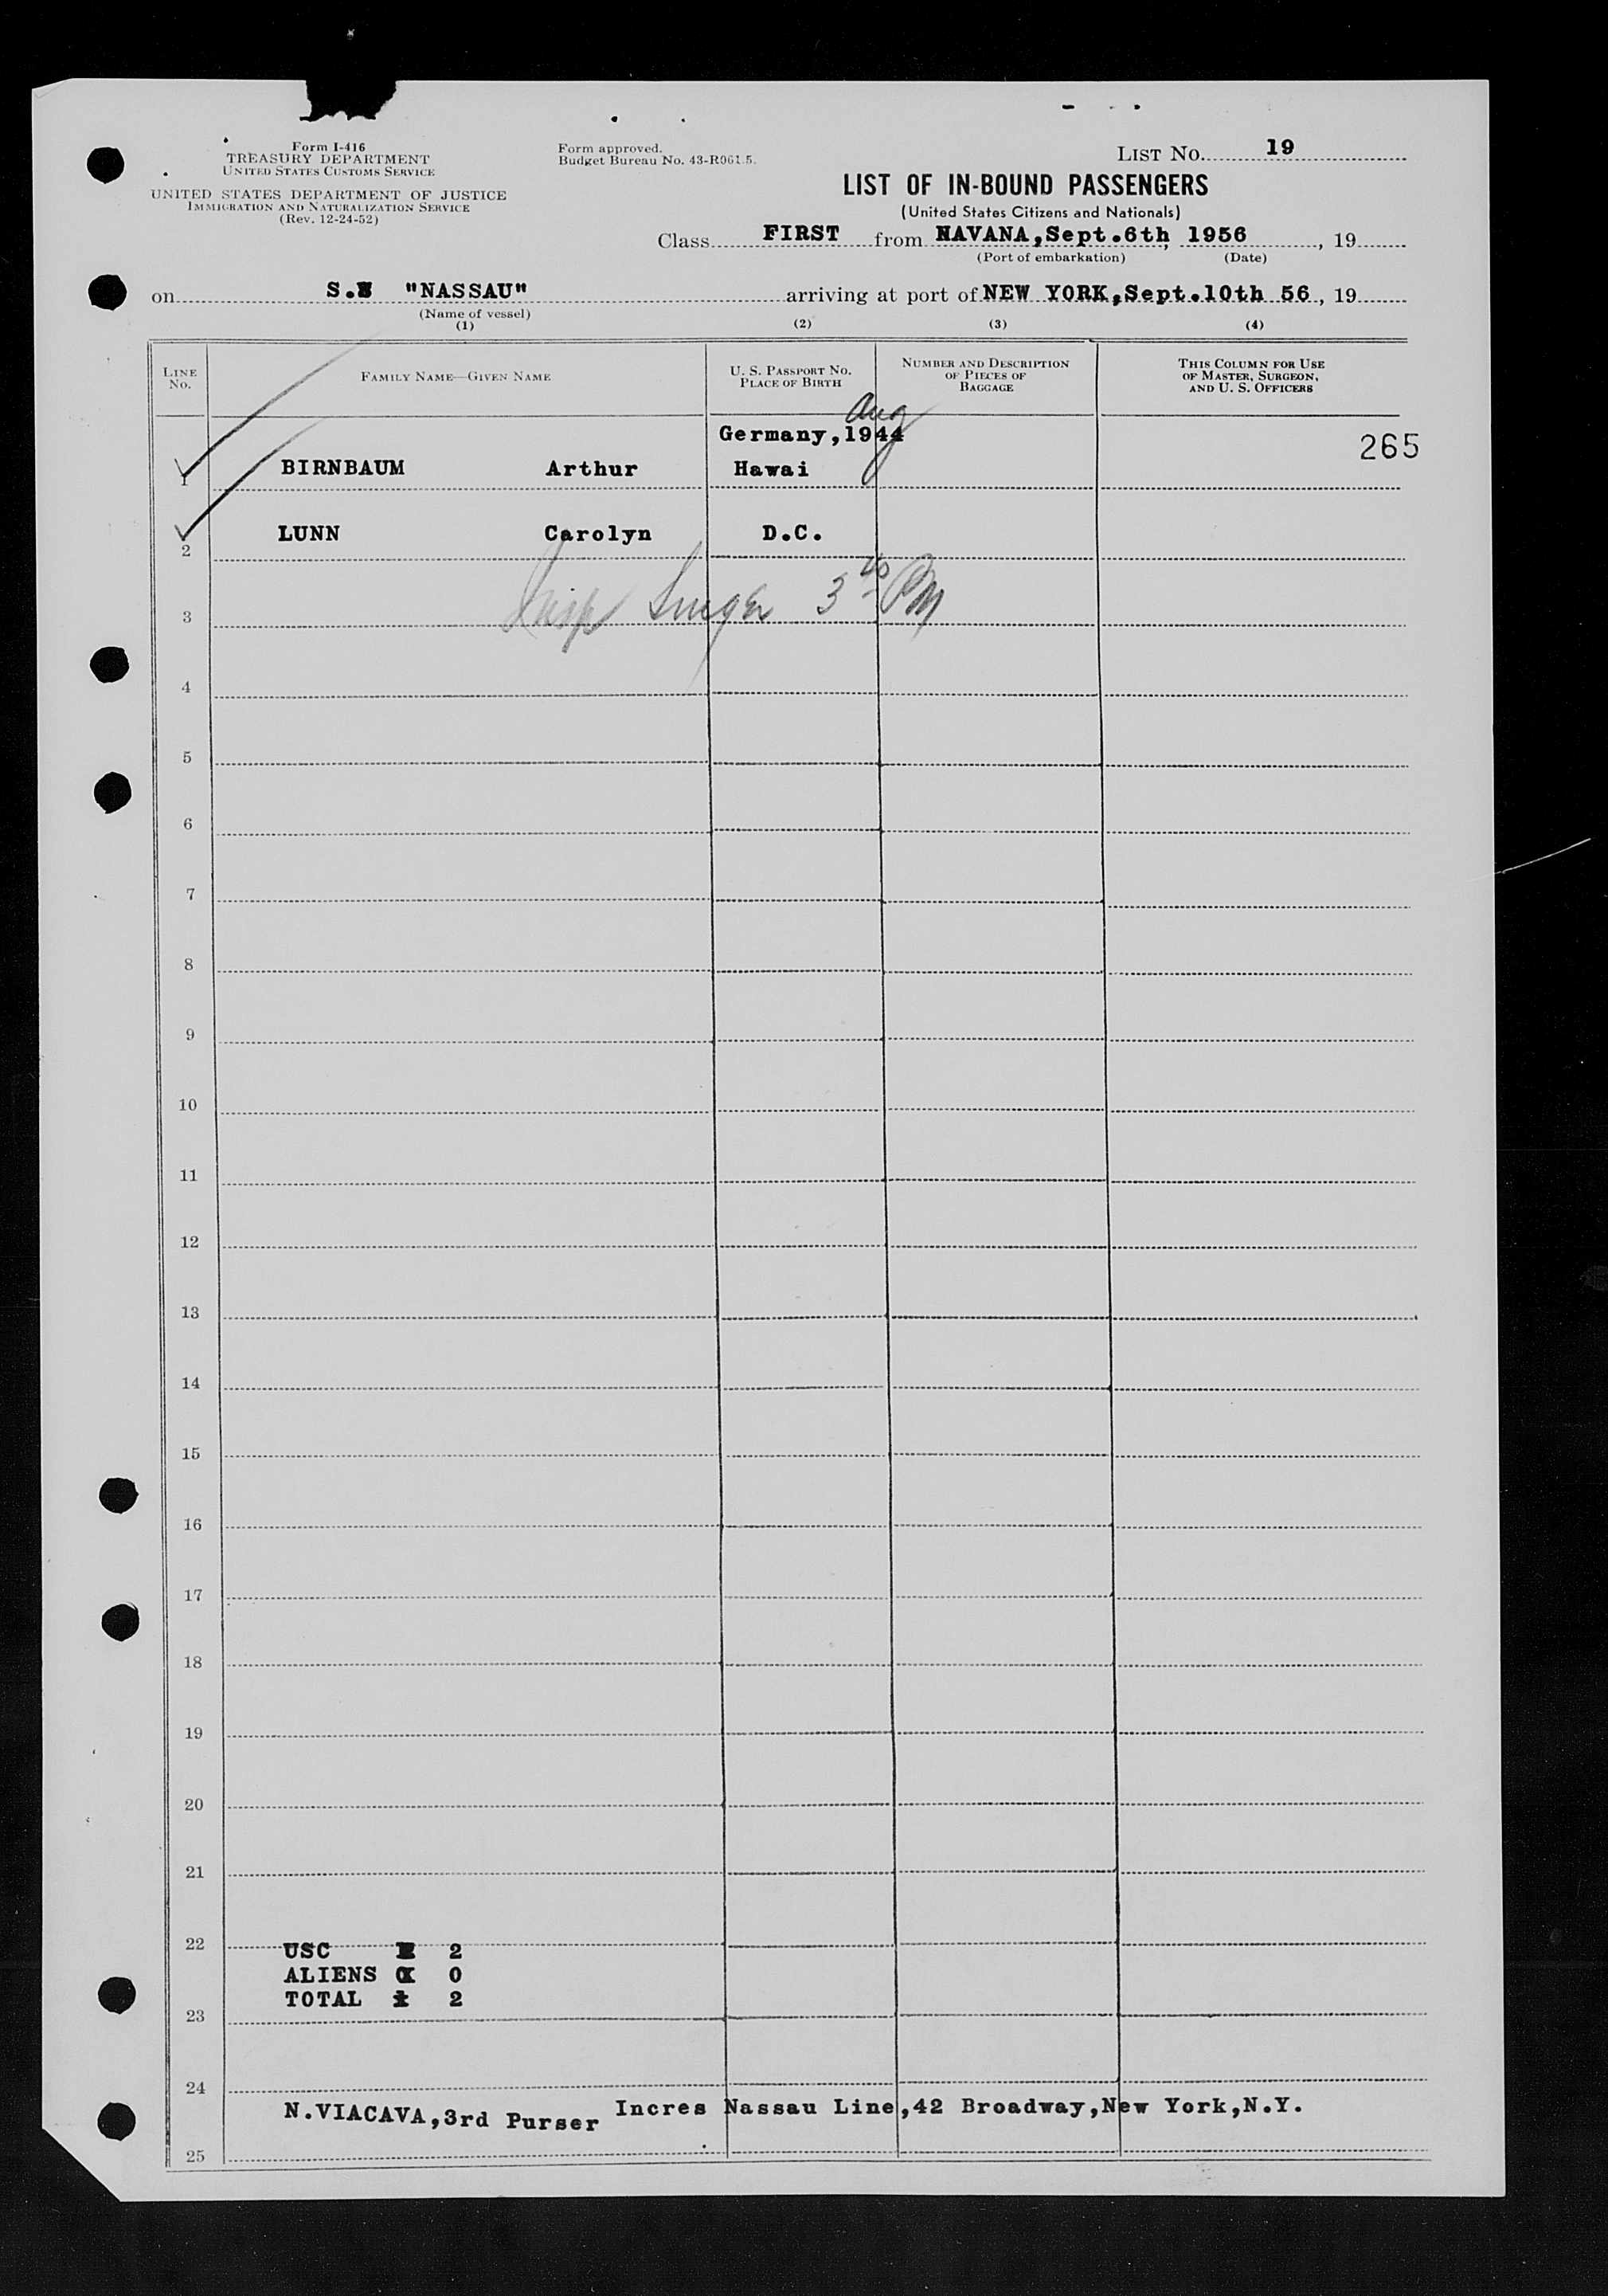 Form I-416
TREASURY DEPARTMENT
UNITED STATES CUSTOMS SERVICE
UNITED STATES DEPARTMENT OF JUSTICE
IMMIGRATION AND NATURALIZATION SERVICE
(Rev. 12-24-52)
Form approved.
Budget Bureau No. 43-R061.5.
LIST NO. 19
LIST OF IN-BOUND PASSENGERS
(United States Citizens and Nationals)
Class FIRST from HAVANA,Sept.6th, 1956, 19
(Port of embarkation) (Date)
on S.S "NASSAU" arriving at port of NEW YORK,Sept.10th 56, 19
(Name of vessel)
(1) (2) (3) (4)
LINE No. FAMILY NAME—GIVEN NAME U. S. PASSPORT NO. PLACE OF BIRTH NUMBER AND DESCRIPTION OF PIECES OF BAGGAGE THIS COLUMN FOR USE OF MASTER, SURGEON, AND U. S. OFFICERS
Aug
Germany,1944 265
1 BIRNBAUM Arthur Hawai
2 LUNN Carolyn D.C.
Insp 3 40 PM
3
4
5
6
7
8
9
10
11
12
13
14
15
16
17
18
19
20
21
22 USC 2
ALIENS 0
TOTAL 2
23
24
N.VIACAVA,3rd Purser Incres Nassau Line,42 Broadway,New York,N.Y.
25